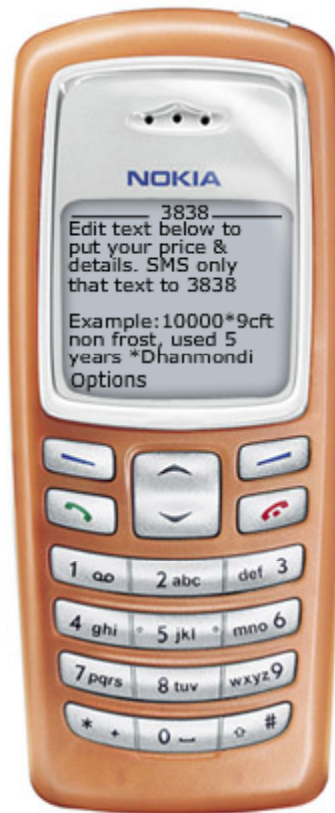 NOKIA
3838
Edit text below to
put your price &
details. SMS only
that text to 3838
Example:10000*9cft
non frost, used 5
years *Dhanmondi
Options
1
2 abc
def 3
4 ghi
5 jkl
mno 6
7 pqrs
8 tuv
wxyz 9
* +
0
#